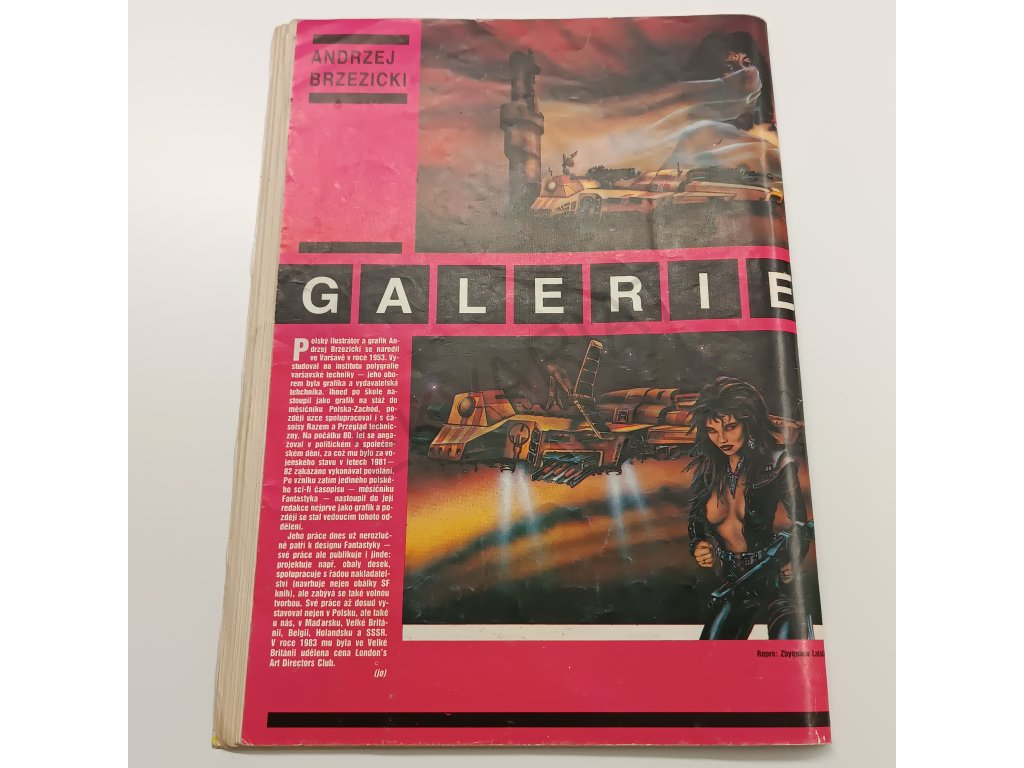 ANDRZEJ
BRZEZICKI
GALERIE
Polský ilustrátor a grafik An-
drzej Brzezicki se narodil
ve Varšavě v roce 1953. Vy-
studoval na institutu polygrafie
varšavské techniky — jeho obo-
rem byla grafika a vydavatelská
tehchnika. Ihned po škole na-
stoupil jako grafik na stáž do
měsíčníku Polska-Zachód, po-
zději úzce spolupracoval i s ča-
soisy Razem a Przeglad technic-
zny. Na počátku 80. let se anga-
žoval v politickém a společen-
ském dění, za což mu bylo za vo-
jenského stavu v letech 1981—
82 zakázáno vykonávat povolání.
Po vzniku zatím jediného polské-
ho sci-fi časopisu — měsíčníku
Fantastyka — nastoupil do její
redakce nejprve jako grafik a po-
zději se stal vedoucím tohoto od-
dělení.
Jeho práce dnes už nerozluč-
ně patří k designu Fantastyky —
své práce ale publikuje i jinde:
projektuje např. obaly desek,
spolupracuje s řadou nakladatel-
ství (navrhuje nejen obálky SF
knih), ale zabývá se také volnou
tvorbou. Své práce až dosud vy-
stavoval nejen v Polsku, ale také
u nás, v Maďarsku, Velké Britá-
nii, Belgii, Holandsku a SSSR.
V roce 1983 mu byla ve Velké
Británii udělena cena London's
Art Directors Club.
(jo)
Repro: Zbygniew